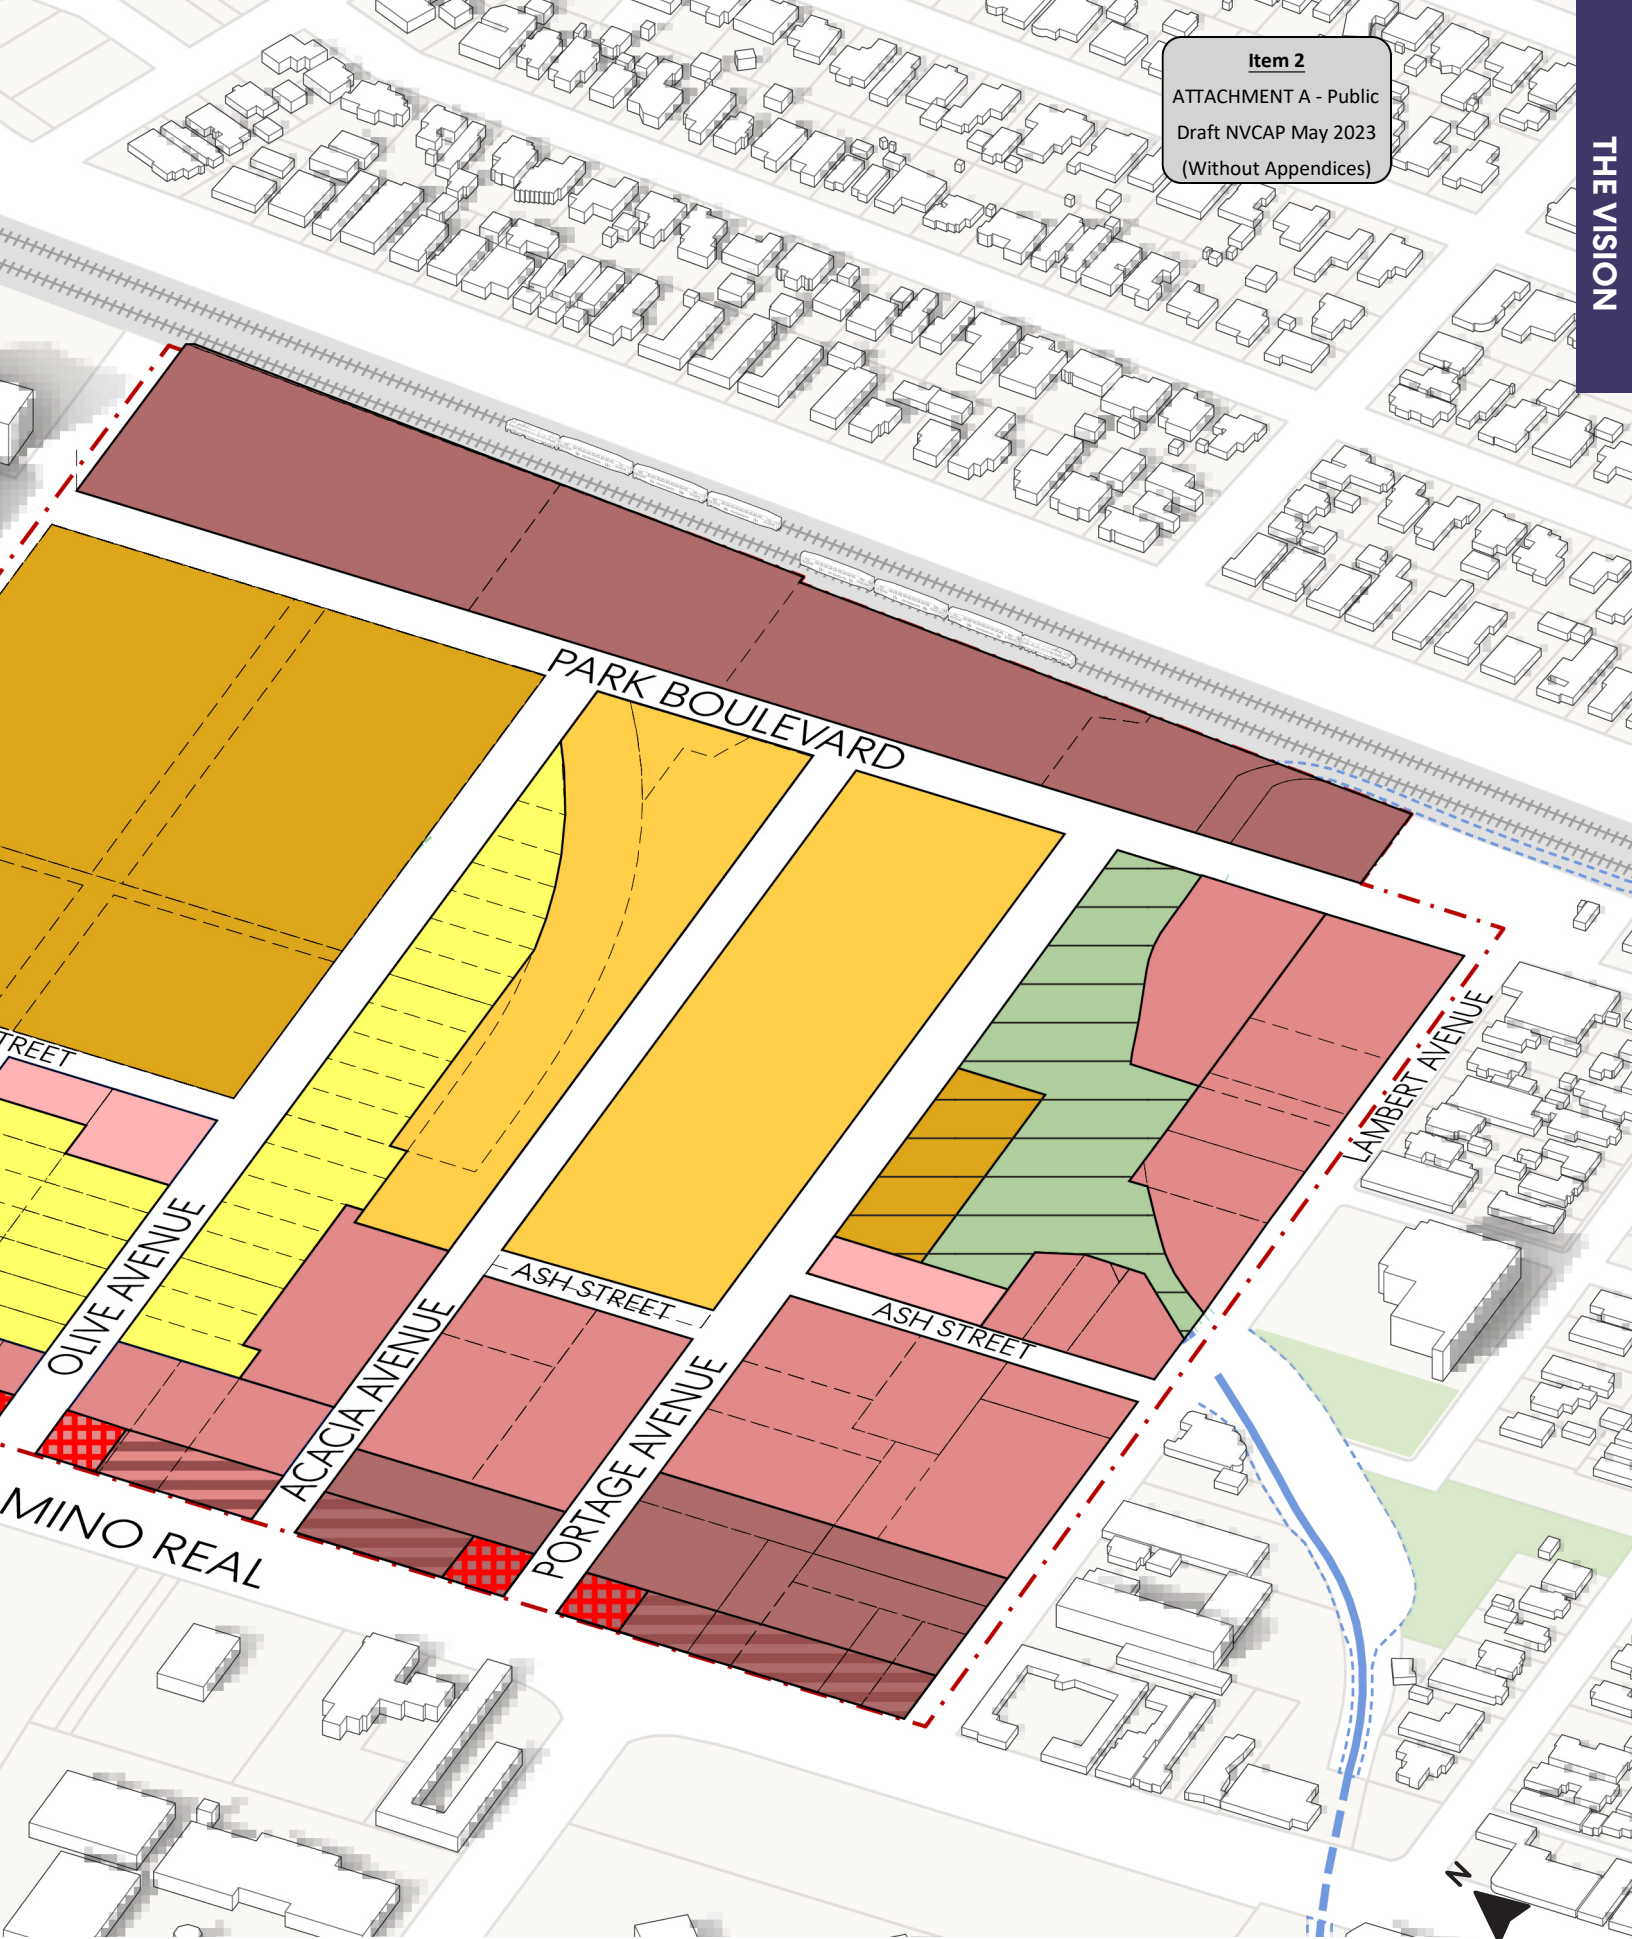 Item 2
ATTACHMENT A - Public
Draft NVCAP May 2023
(Without Appendices)
THE VISION
PARK BOULEVARD
LAMBERT AVENUE
TREET
OLIVE AVENUE
ASH STREET
ASH STREET
ACACIA AVENUE
PORTAGE AVENUE
MINO REAL
N